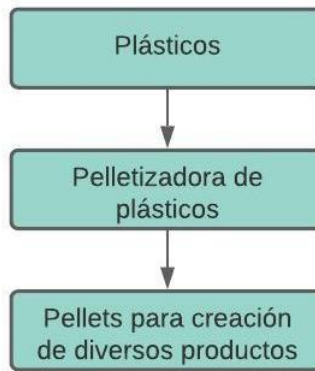 Plásticos
Pelletizadora de
plásticos
Pellets para creación
de diversos productos